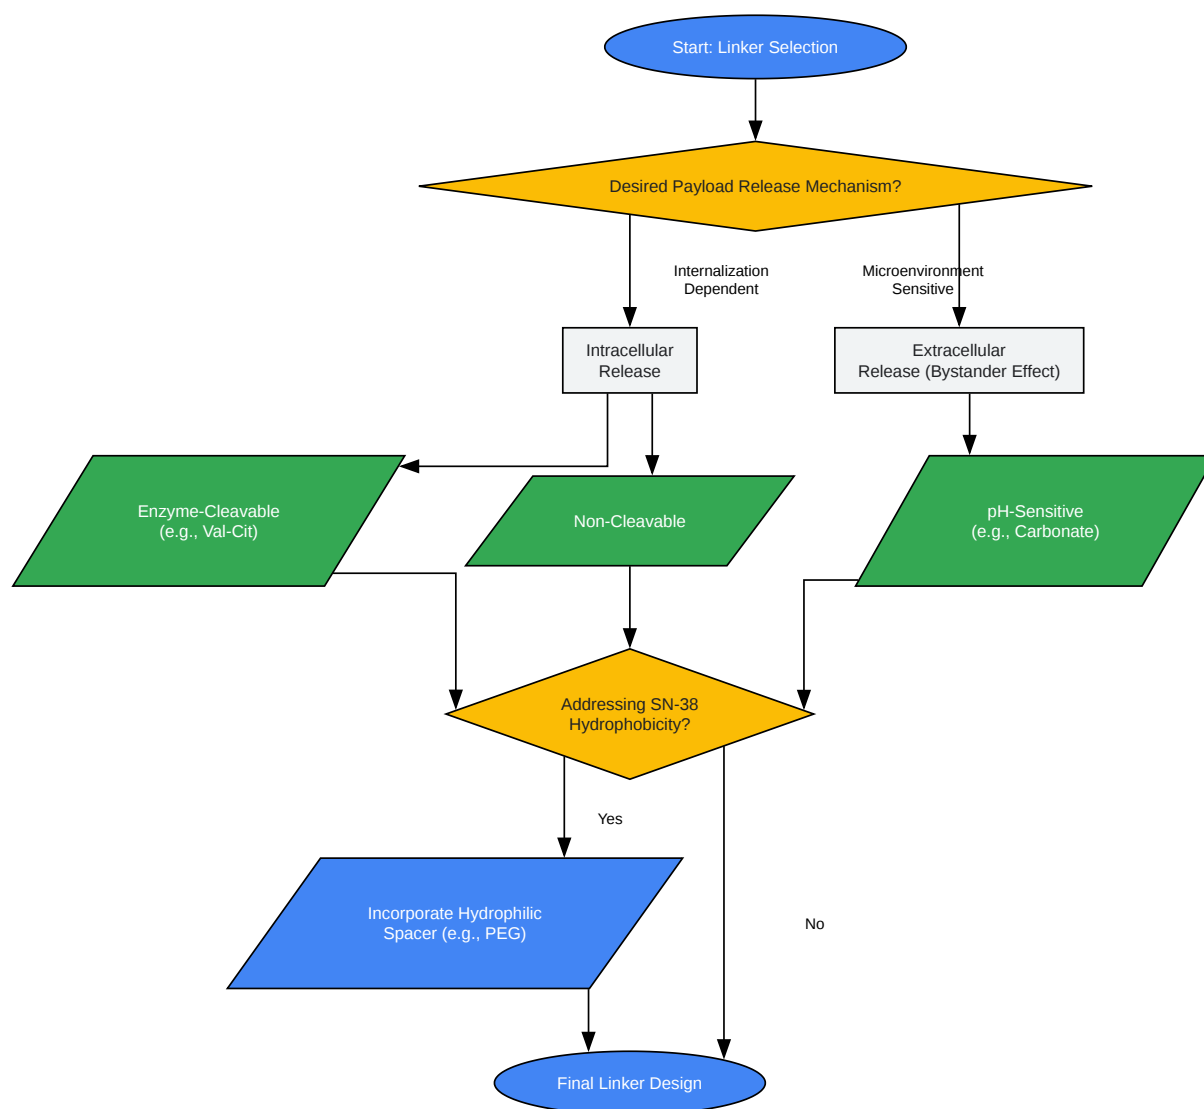 Start: Linker Selection
Desired Payload Release Mechanism?
Internalization
Dependent
Microenvironment
Sensitive
Intracellular
Release
Extracellular
Release (Bystander Effect)
Enzyme-Cleavable
(e.g., Val-Cit)
Non-Cleavable
pH-Sensitive
(e.g., Carbonate)
Addressing SN-38
Hydrophobicity?
Yes
Incorporate Hydrophilic
Spacer (e.g., PEG)
No
Final Linker Design